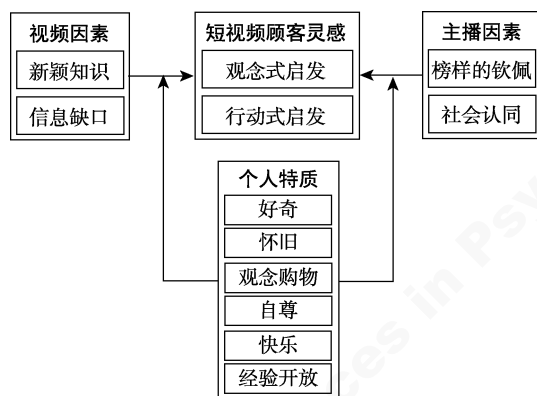 视频因素
新颖知识
信息缺口
短视频顾客灵感
观念式启发
行动式启发
主播因素
榜样的钦佩
社会认同
个人特质
好奇
怀旧
观念购物
自尊
快乐
经验开放
ces in Psy